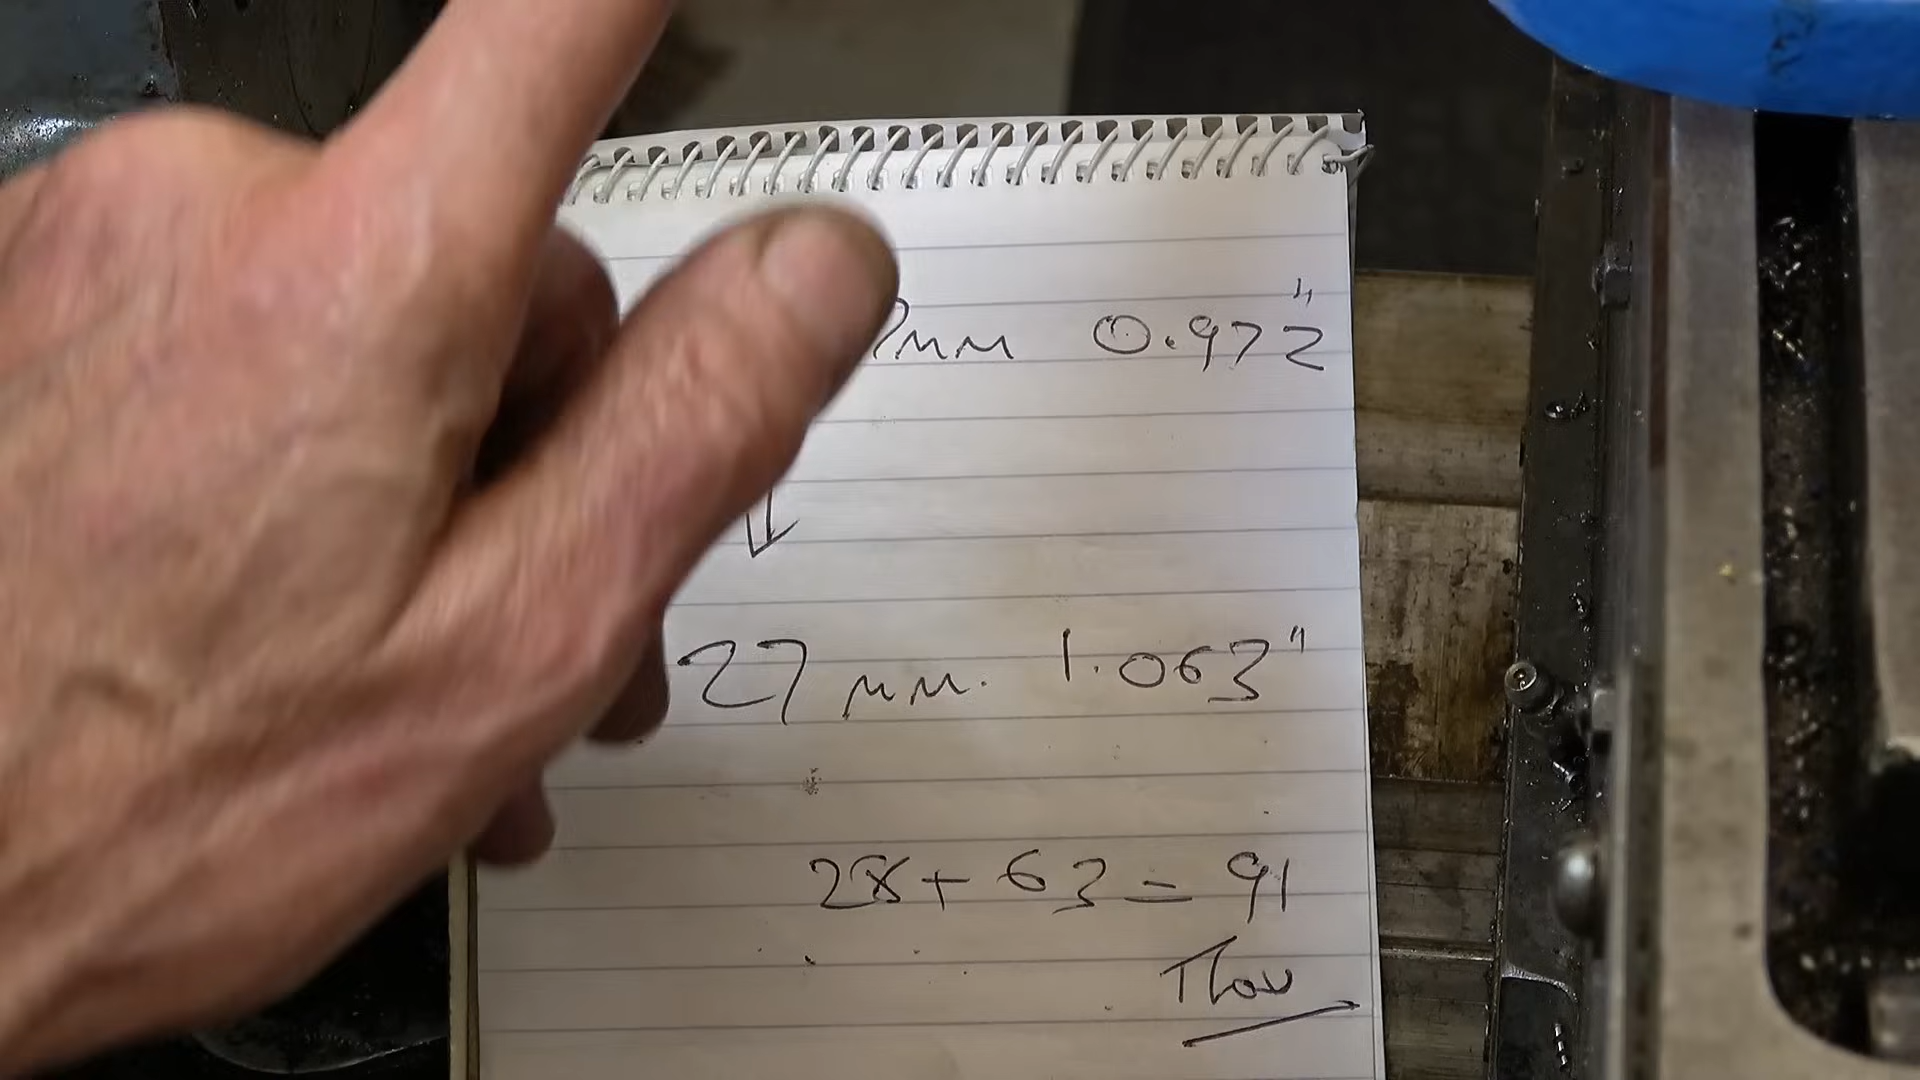 mm 0.972"
27 mm. 1.063"
28 + 63 = 91
Thou